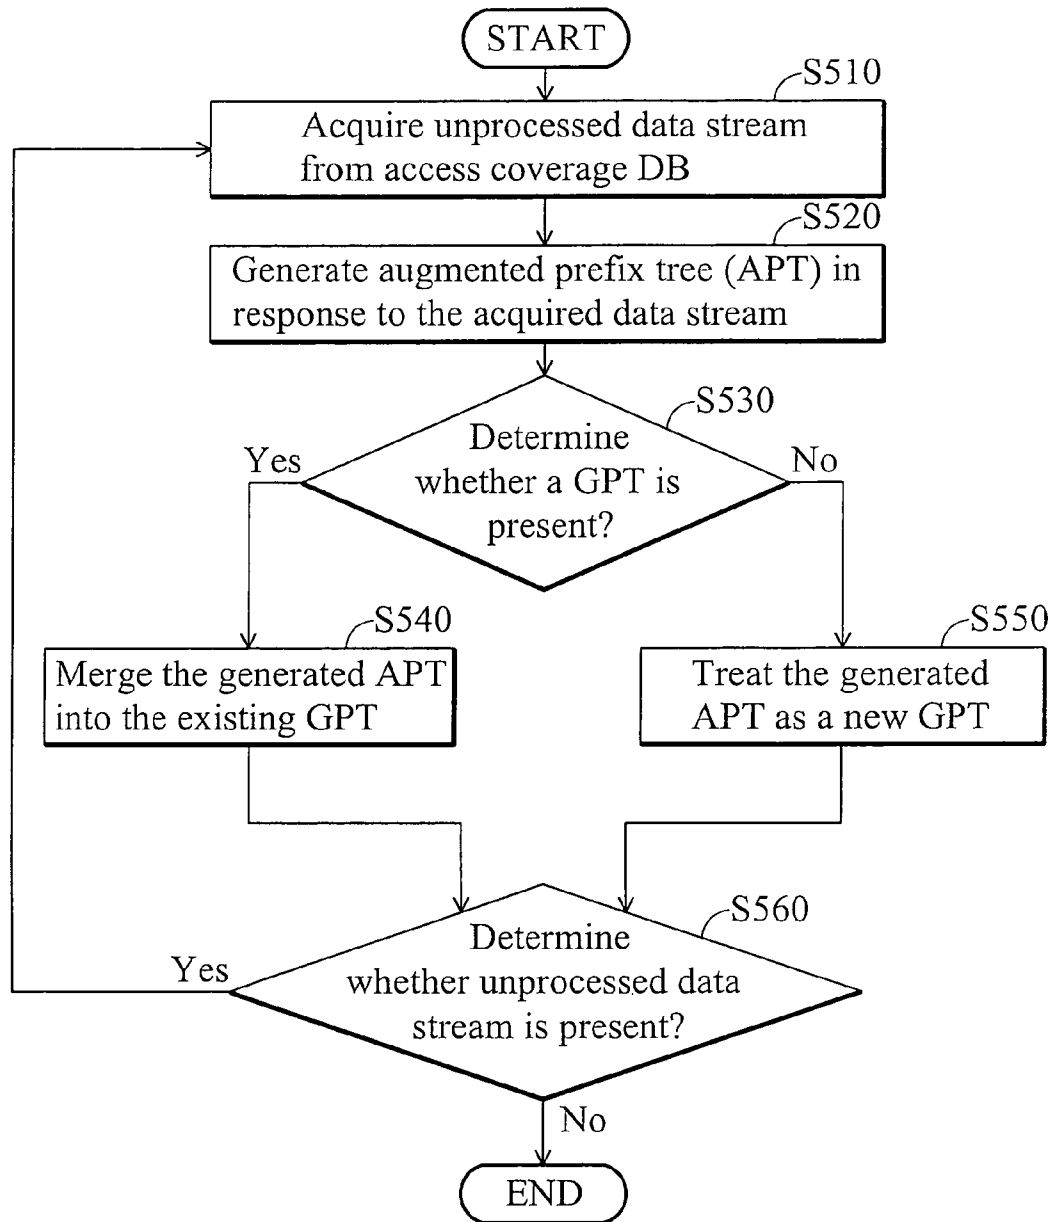 START
S510
Acquire unprocessed data stream
from access coverage DB
S520
Generate augmented prefix tree (APT) in
response to the acquired data stream
S530
Determine
whether a GPT is
present?
Yes
No
S540
Merge the generated APT
into the existing GPT
S550
Treat the generated
APT as a new GPT
S560
Determine
whether unprocessed data
stream is present?
Yes
No
END